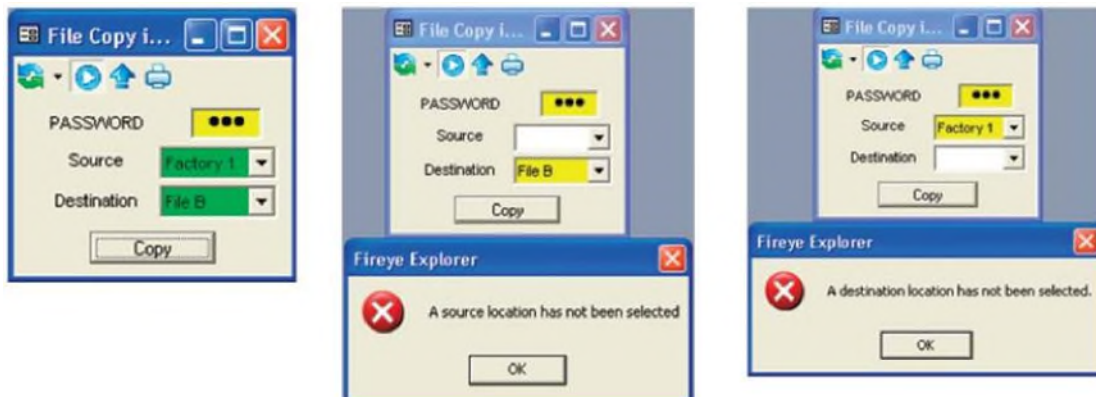 File Copy i...
PASSWORD •••
Source Factory 1
Destination File B
Copy
File Copy i...
PASSWORD •••
Source
Destination File B
Copy
Fireye Explorer
A source location has not been selected
OK
File Copy i...
PASSWORD •••
Source Factory 1
Destination
Copy
Fireye Explorer
A destination location has not been selected.
OK